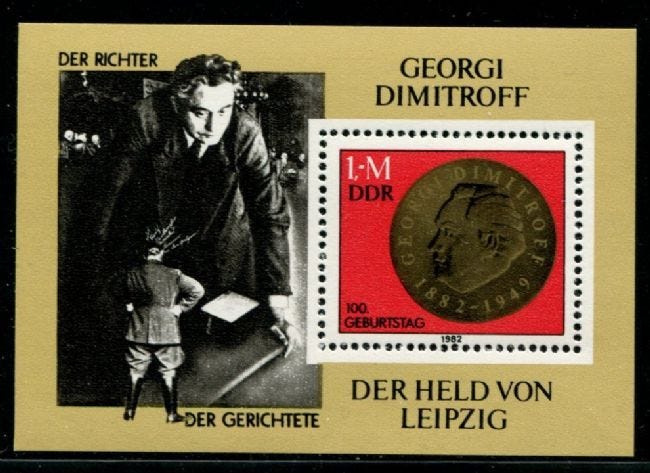 DER RICHTER
DER GERICHTETE
GEORGI
DIMITROFF
1,-M
DDR
GEORGI DIMITROFF
1882-1949
100.
GEBURTSTAG
1982
DER HELD VON
LEIPZIG